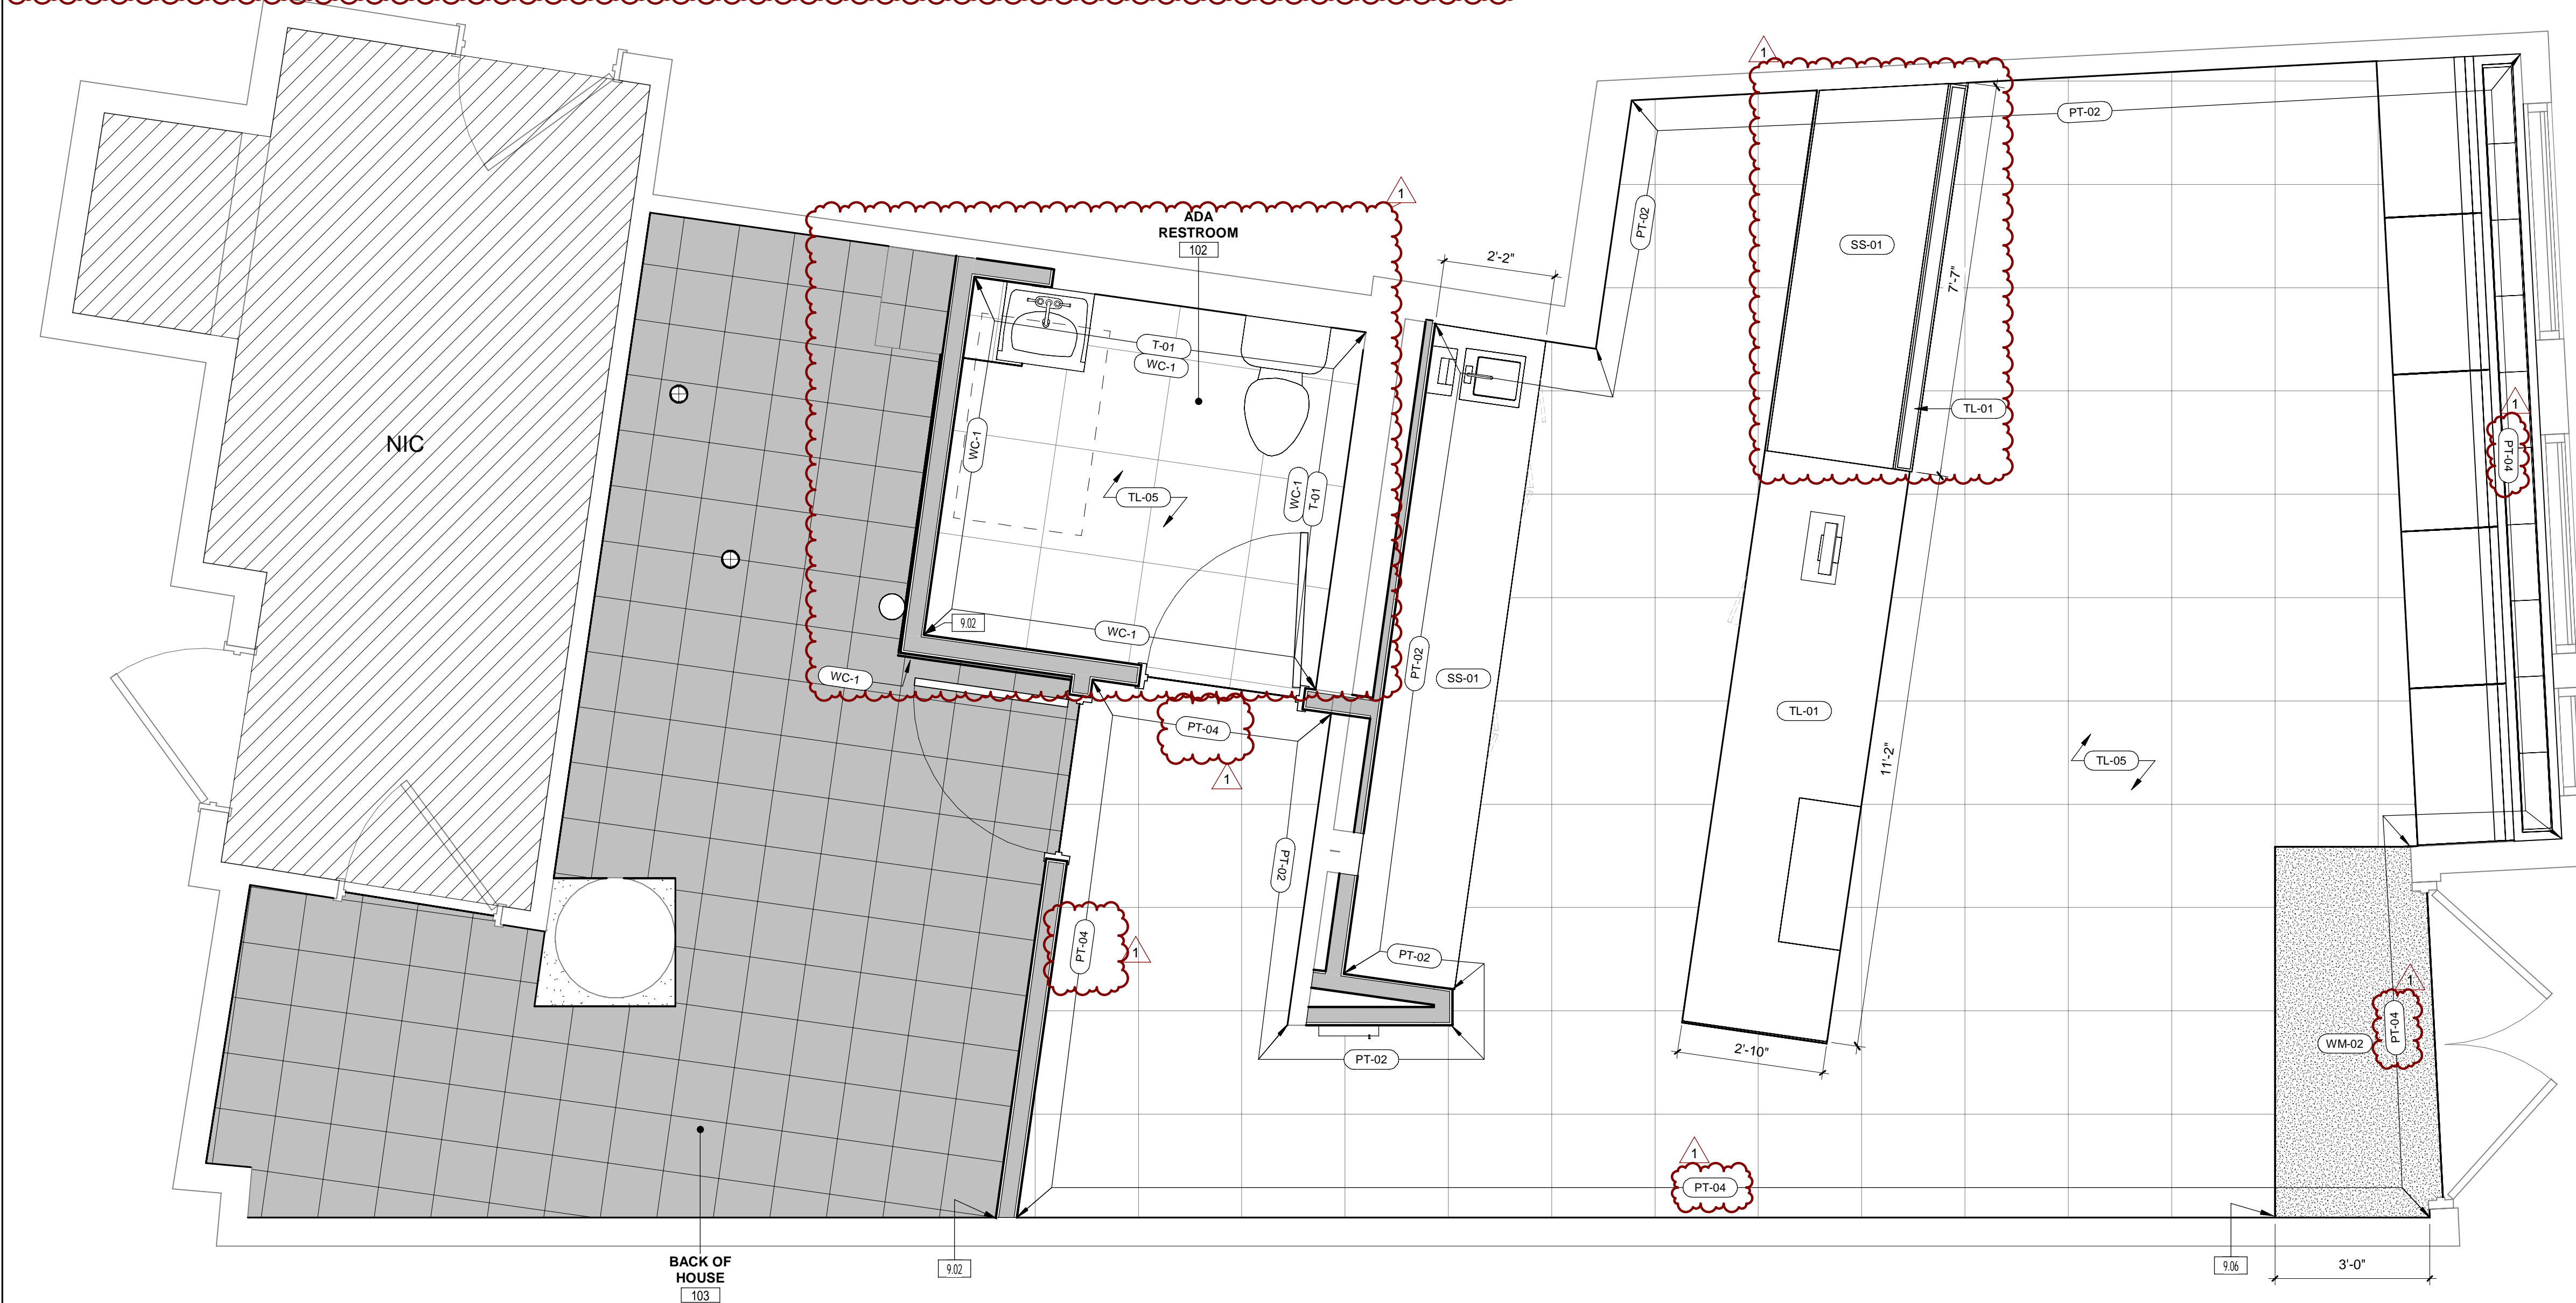 1
PT-02
1
ADA
RESTROOM
102
PT-02
SS-01
2'-2"
7'-7"
T-01
WC-1
TL-01
1
NIC
WC-1
PT-04
WC-1
T-01
TL-05
9.02
WC-1
PT-02
WC-1
SS-01
TL-01
PT-04
1
11'-2"
TL-05
PT-02
PT-04
1
PT-02
1
PT-04
WM-02
2'-10"
PT-02
1
PT-04
BACK OF
HOUSE
103
9.02
9.06
3'-0"